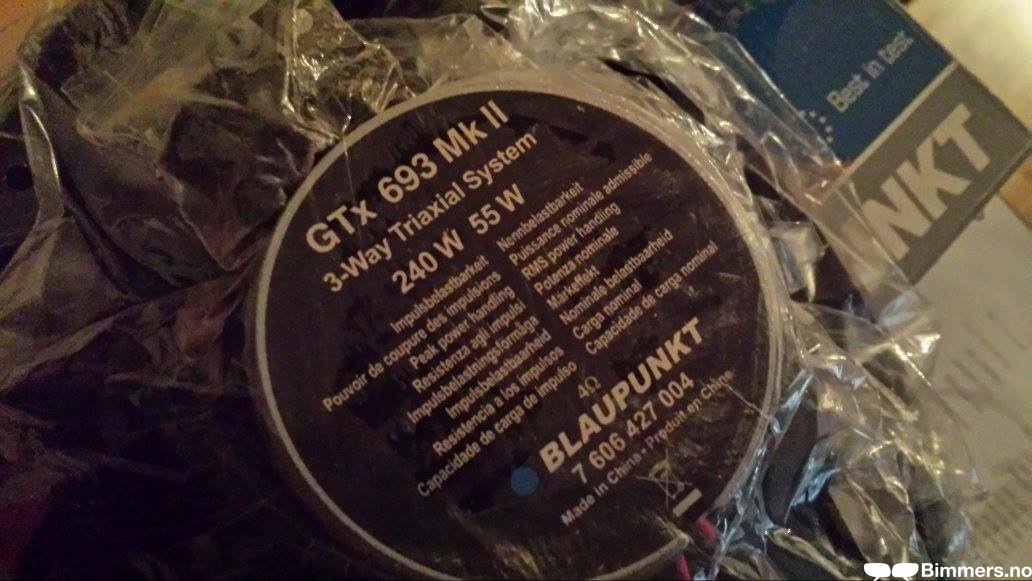 GTx 693 Mk II
3-Way Triaxial System
240 W 55 W
Impulsbelastbarkeit
Pouvoir de coupure des impulsions
Peak power handling
Resistenza agli impulsi
Impulsbelastningsförmåga
Impulsbelastbaarheid
Resistencia a los impulsos
Capacidade de carga de impulso
Nennbelastbarkeit
Puissance nominale admissible
RMS power handling
Potenza nominale
Märkeffekt
Nominale belastbaarheid
Carga nominal
Capacidade de carga nominal
4Ω
BLAUPUNKT
7 606 427 004
Made in China • Produit en Chine
Best in test
NKT
Bimmers.no